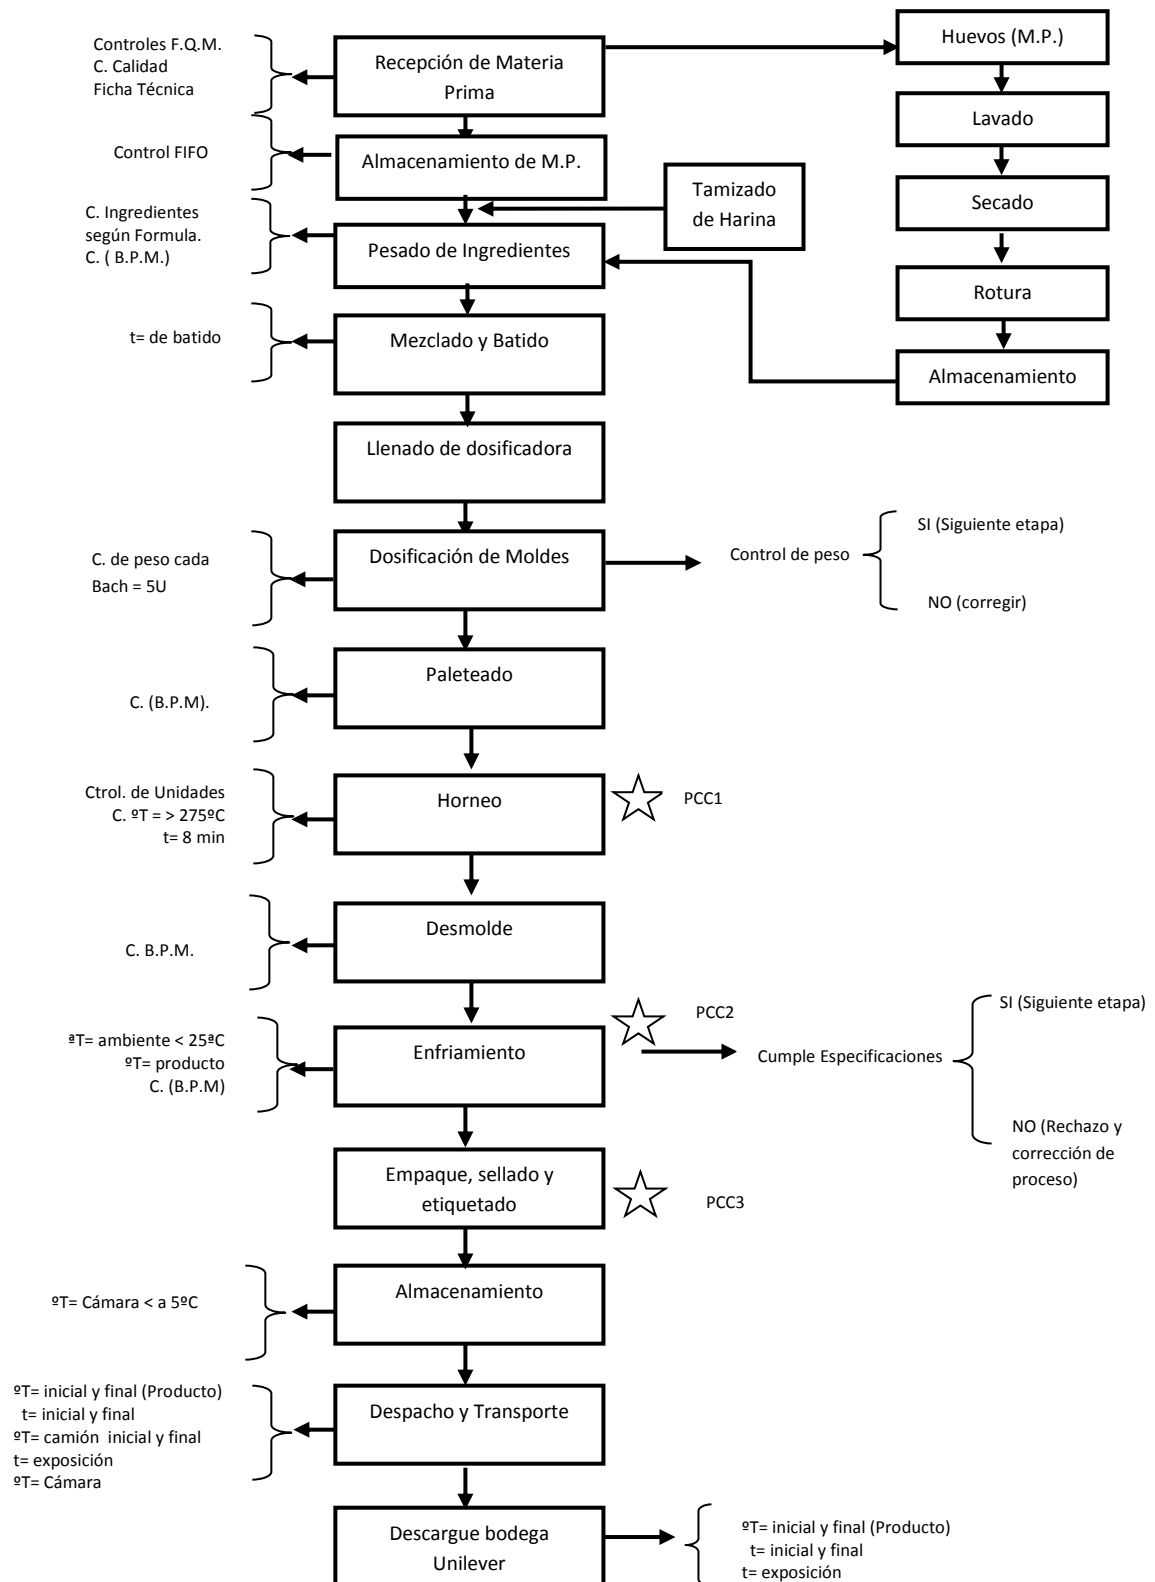 Controles F.Q.M.
C. Calidad
Ficha Técnica
Recepción de Materia
Prima
Huevos (M.P.)
Lavado
Control FIFO
Almacenamiento de M.P.
Tamizado
de Harina
Secado
C. Ingredientes
según Formula.
C. ( B.P.M.)
Pesado de Ingredientes
Rotura
t= de batido
Mezclado y Batido
Almacenamiento
Llenado de dosificadora
C. de peso cada
Bach = 5U
Dosificación de Moldes
Control de peso
SI (Siguiente etapa)
NO (corregir)
C. (B.P.M).
Paleteado
Ctrol. de Unidades
C. ºT = > 275ºC
t= 8 min
Horneo
PCC1
C. B.P.M.
Desmolde
ªT= ambiente < 25ªC
ºT= producto
C. (B.P.M)
Enfriamiento
PCC2
Cumple Especificaciones
SI (Siguiente etapa)
NO (Rechazo y
corrección de
proceso)
Empaque, sellado y
etiquetado
PCC3
ºT= Cámara < a 5ºC
Almacenamiento
ºT= inicial y final (Producto)
t= inicial y final
ºT= camión inicial y final
t= exposición
ºT= Cámara
Despacho y Transporte
Descargue bodega
Unilever
ºT= inicial y final (Producto)
t= inicial y final
t= exposición